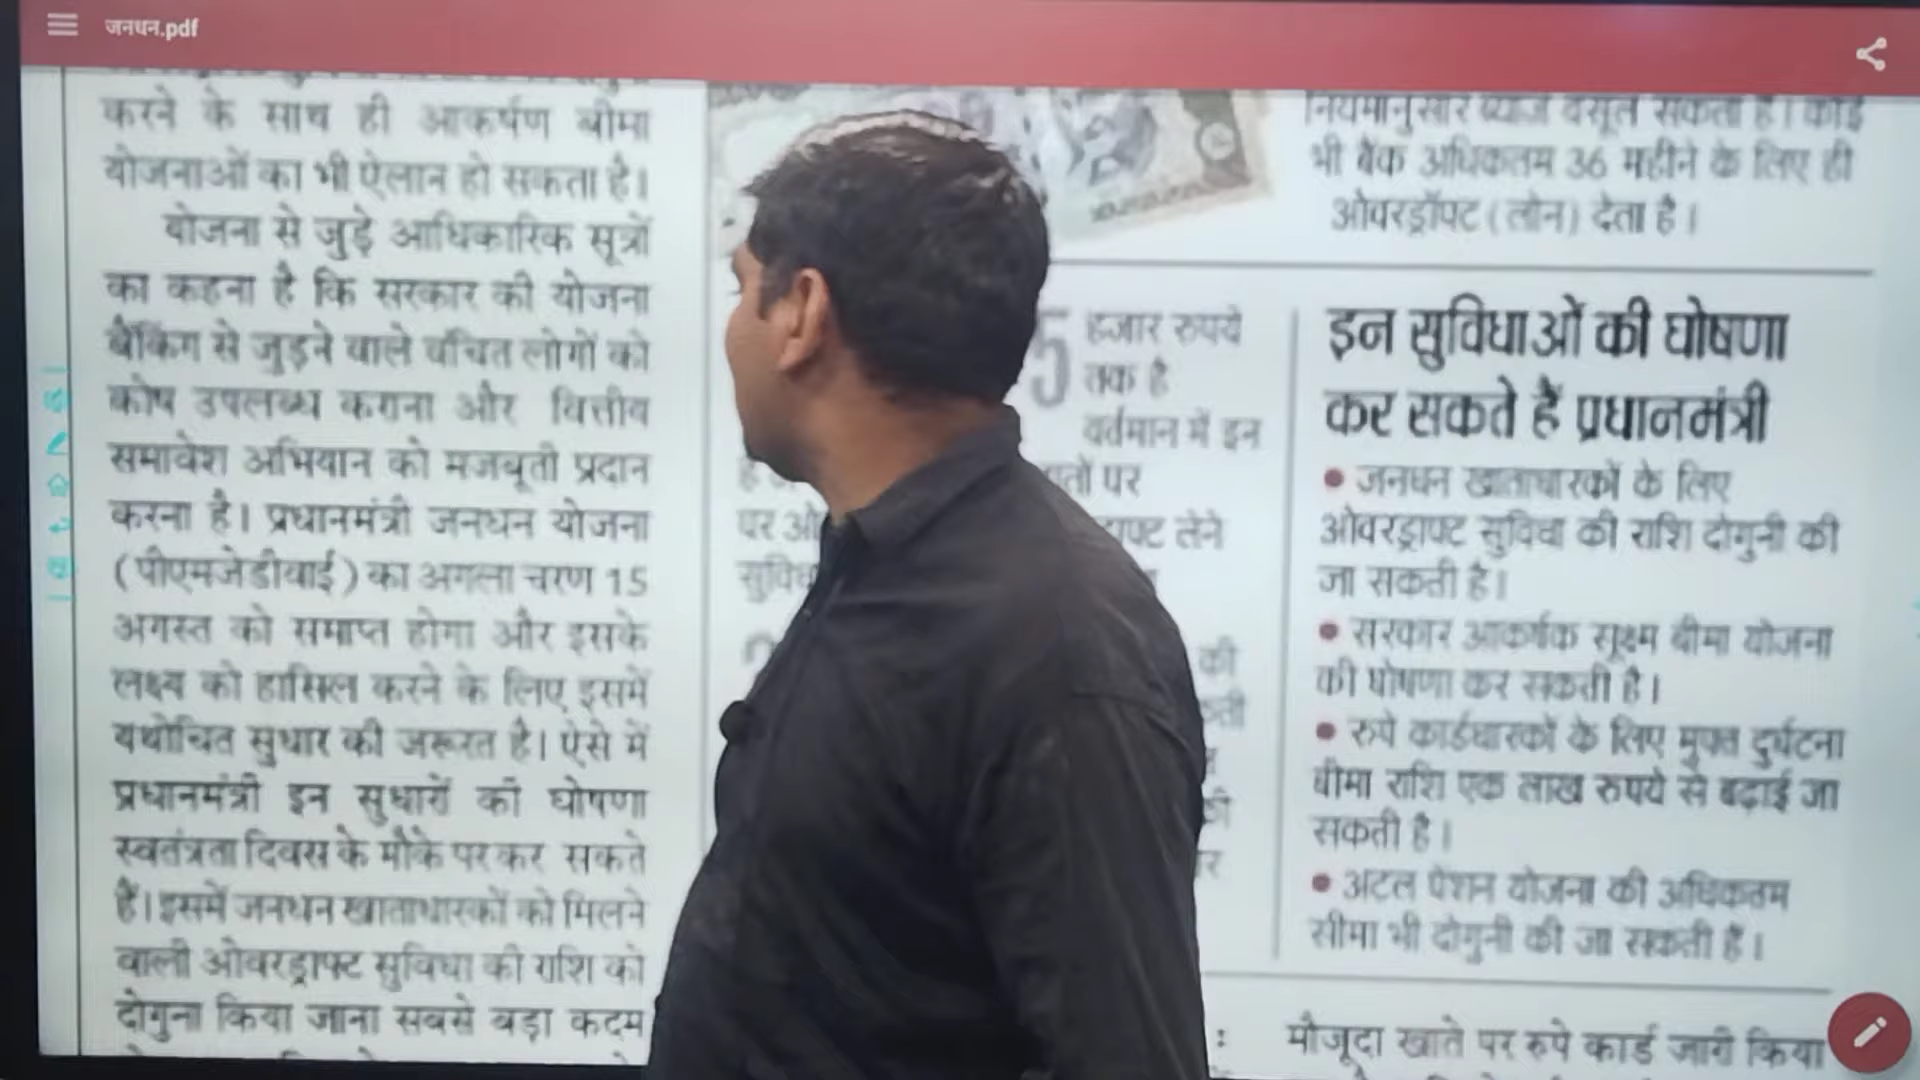 जनधन.pdf
करने के साथ ही आकर्षण बीमा
योजनाओं का भी ऐलान हो सकता है।
योजना से जुड़े आधिकारिक सूत्रों
का कहना है कि सरकार की योजना
बैंकिंग से जुड़ने वाले वंचित लोगों को
कोष उपलब्ध कराना और वित्तीय
समावेश अभियान को मजबूती प्रदान
करना है। प्रधानमंत्री जनधन योजना
(पीएमजेडीवाई) का अगला चरण 15
अगस्त को समाप्त होगा और इसके
लक्ष्य को हासिल करने के लिए इसमें
यथोचित सुधार की जरूरत है। ऐसे में
प्रधानमंत्री इन सुधारों की घोषणा
स्वतंत्रता दिवस के मौके पर कर सकते
हैं। इसमें जनधन खाताधारकों को मिलने
वाली ओवरड्राफ्ट सुविधा की राशि को
दोगुना किया जाना सबसे बड़ा कदम
5 हजार रुपये
तक है
वर्तमान में इन
पर
पर
लेने
की
नियमानुसार ब्याज वसूल सकता है। कोई
भी बैंक अधिकतम 36 महीने के लिए ही
ओवरड्रॉफ्ट (लोन) देता है।
इन सुविधाओं की घोषणा
कर सकते हैं प्रधानमंत्री
• जनधन खाताधारकों के लिए
ओवरड्राफ्ट सुविधा की राशि दोगुनी की
जा सकती है।
• सरकार आकर्षक सूक्ष्म बीमा योजना
की घोषणा कर सकती है।
• रुपे कार्डधारकों के लिए मुफ्त दुर्घटना
बीमा राशि एक लाख रुपये से बढ़ाई जा
सकती है।
• अटल पेंशन योजना की अधिकतम
सीमा भी दोगुनी की जा सकती है।
: मौजूदा खाते पर रुपे कार्ड जारी किया